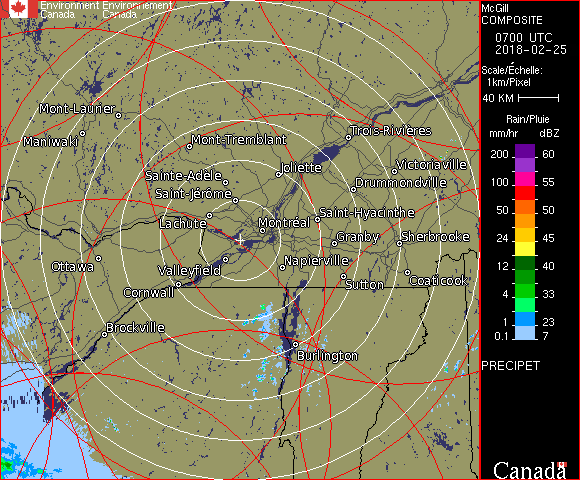 Environment Environnement
Canada Canada
McGill
COMPOSITE
0700 UTC
2018-02-25
Scale/Échelle:
1km/Pixel
40 KM
Rain/Pluie
mm/hr dBZ
200 60
100 55
50 50
24 45
12 40
4 33
1 23
0.1 7
PRECIPET
Canada
Mont-Laurier
Maniwaki
Mont-Tremblant
Trois-Rivières
Sainte-Adèle
Joliette
Victoriaville
Saint-Jérôme
Drummondville
Lachute
Montréal
Saint-Hyacinthe
Granby
Sherbrooke
Ottawa
Valleyfield
Napierville
Cornwall
Sutton
Coaticook
Brockville
Burlington